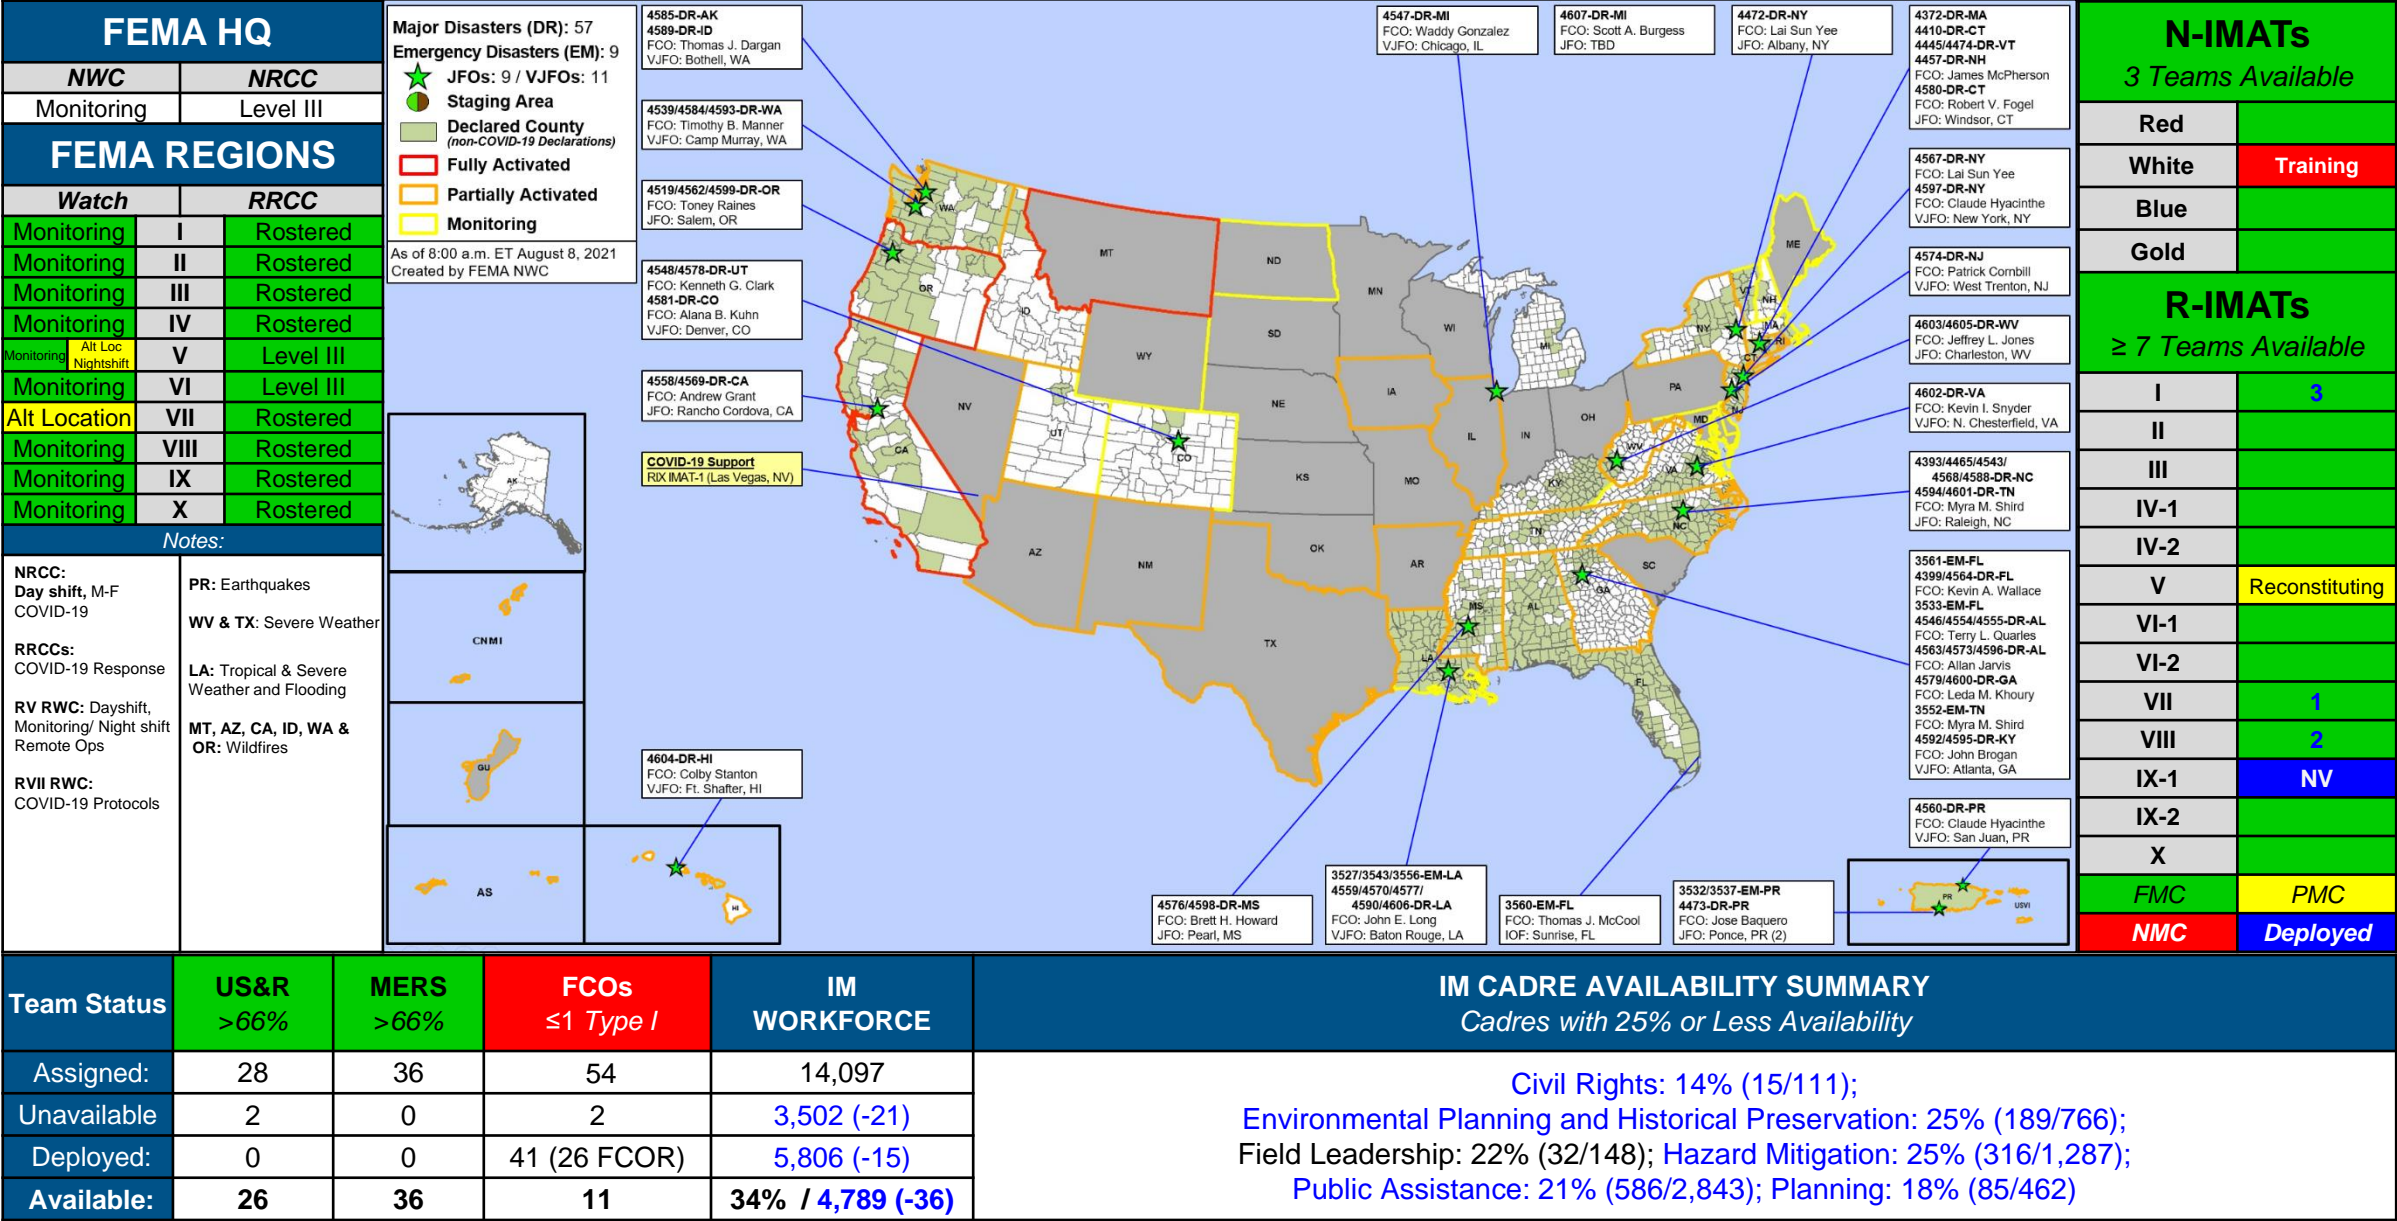 FEMA HQ
NWC NRCC
Monitoring Level III
FEMA REGIONS
Watch RRCC
Monitoring I Rostered
Monitoring II Rostered
Monitoring III Rostered
Monitoring IV Rostered
Monitoring Alt Loc Nightshift V Level III
Monitoring VI Level III
Alt Location VII Rostered
Monitoring VIII Rostered
Monitoring IX Rostered
Monitoring X Rostered
Notes:
NRCC:
Day shift, M-F
COVID-19
RRCCs:
COVID-19 Response
RV RWC: Dayshift,
Monitoring/ Night shift
Remote Ops
RVII RWC:
COVID-19 Protocols
PR: Earthquakes
WV & TX: Severe Weather
LA: Tropical & Severe
Weather and Flooding
MT, AZ, CA, ID, WA &
OR: Wildfires
Major Disasters (DR): 57
Emergency Disasters (EM): 9
JFOs: 9 / VJFOs: 11
Staging Area
Declared County
(non-COVID-19 Declarations)
Fully Activated
Partially Activated
Monitoring
As of 8:00 a.m. ET August 8, 2021
Created by FEMA NWC
4585-DR-AK
4589-DR-ID
FCO: Thomas J. Dargan
VJFO: Bothell, WA
4539/4584/4593-DR-WA
FCO: Timothy B. Manner
VJFO: Camp Murray, WA
4519/4562/4599-DR-OR
FCO: Toney Raines
JFO: Salem, OR
4548/4578-DR-UT
FCO: Kenneth G. Clark
4581-DR-CO
FCO: Alana B. Kuhn
VJFO: Denver, CO
4558/4569-DR-CA
FCO: Andrew Grant
JFO: Rancho Cordova, CA
COVID-19 Support
RIX IMAT-1 (Las Vegas, NV)
4604-DR-HI
FCO: Colby Stanton
VJFO: Ft. Shafter, HI
4547-DR-MI
FCO: Waddy Gonzalez
VJFO: Chicago, IL
4607-DR-MI
FCO: Scott A. Burgess
JFO: TBD
4472-DR-NY
FCO: Lai Sun Yee
JFO: Albany, NY
4372-DR-MA
4410-DR-CT
4445/4474-DR-VT
4457-DR-NH
FCO: James McPherson
4580-DR-CT
FCO: Robert V. Fogel
JFO: Windsor, CT
4567-DR-NY
FCO: Lai Sun Yee
4597-DR-NY
FCO: Claude Hyacinthe
VJFO: New York, NY
4574-DR-NJ
FCO: Patrick Cornbill
VJFO: West Trenton, NJ
4603/4605-DR-WV
FCO: Jeffrey L. Jones
JFO: Charleston, WV
4602-DR-VA
FCO: Kevin I. Snyder
VJFO: N. Chesterfield, VA
4393/4465/4543/
4568/4588-DR-NC
4594/4601-DR-TN
FCO: Myra M. Shird
JFO: Raleigh, NC
3561-EM-FL
4399/4564-DR-FL
FCO: Kevin A. Wallace
3533-EM-FL
4546/4554/4555-DR-AL
FCO: Terry L. Quarles
4563/4573/4596-DR-AL
FCO: Allan Jarvis
4579/4600-DR-GA
FCO: Leda M. Khoury
3552-EM-TN
FCO: Myra M. Shird
4592/4595-DR-KY
FCO: John Brogan
VJFO: Atlanta, GA
4560-DR-PR
FCO: Claude Hyacinthe
VJFO: San Juan, PR
4576/4598-DR-MS
FCO: Brett H. Howard
JFO: Pearl, MS
3527/3543/3556-EM-LA
4559/4570/4577/
4590/4606-DR-LA
FCO: John E. Long
VJFO: Baton Rouge, LA
3560-EM-FL
FCO: Thomas J. McCool
IOF: Sunrise, FL
3532/3537-EM-PR
4473-DR-PR
FCO: Jose Baquero
JFO: Ponce, PR (2)
WA
MT
ND
MN
ME
VT
NH
OR
ID
SD
WI
MI
NY
MA
CT
RI
WY
NE
IA
PA
NJ
NV
UT
CO
CA
KS
MO
IL
IN
OH
WV
MD
VA
KY
AZ
NM
OK
AR
TN
NC
SC
TX
LA
MS
AL
GA
FL
AK
CNMI
GU
AS
HI
PR
USVI
N-IMATs
3 Teams Available
Red
White Training
Blue
Gold
R-IMATs
≥ 7 Teams Available
I 3
II
III
IV-1
IV-2
V Reconstituting
VI-1
VI-2
VII 1
VIII 2
IX-1 NV
IX-2
X
FMC PMC
NMC Deployed
Team Status
US&R
>66%
MERS
>66%
FCOs
≤1 Type I
IM
WORKFORCE
IM CADRE AVAILABILITY SUMMARY
Cadres with 25% or Less Availability
Assigned: 28 36 54 14,097
Unavailable 2 0 2 3,502 (-21)
Deployed: 0 0 41 (26 FCOR) 5,806 (-15)
Available: 26 36 11 34% / 4,789 (-36)
Civil Rights: 14% (15/111);
Environmental Planning and Historical Preservation: 25% (189/766);
Field Leadership: 22% (32/148); Hazard Mitigation: 25% (316/1,287);
Public Assistance: 21% (586/2,843); Planning: 18% (85/462)